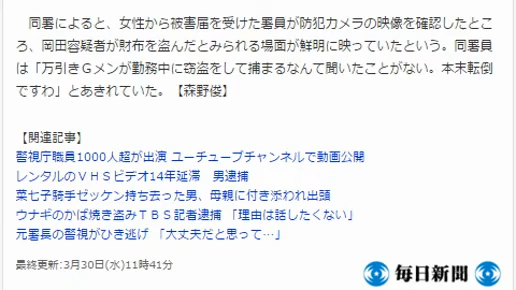 同署によると、女性から被害届を受けた署員が防犯カメラの映像を確認したとこ
ろ、岡田容疑者が財布を盗んだとみられる場面が鮮明に映っていたという。同署員
は「万引きＧメンが勤務中に窃盗をして捕まるなんて聞いたことがない。本末転倒
ですわ」とあきれていた。【森野俊】
【関連記事】
警視庁職員1000人超が出演 ユーチューブチャンネルで動画公開
レンタルのＶＨＳビデオ14年延滞　男逮捕
菜七子騎手ゼッケン持ち去った男、母親に付き添われ出頭
ウナギのかば焼き盗みＴＢＳ記者逮捕 「理由は話したくない」
元署長の警視がひき逃げ 「大丈夫だと思って…」
最終更新:3月30日(水)11時41分
毎日新聞